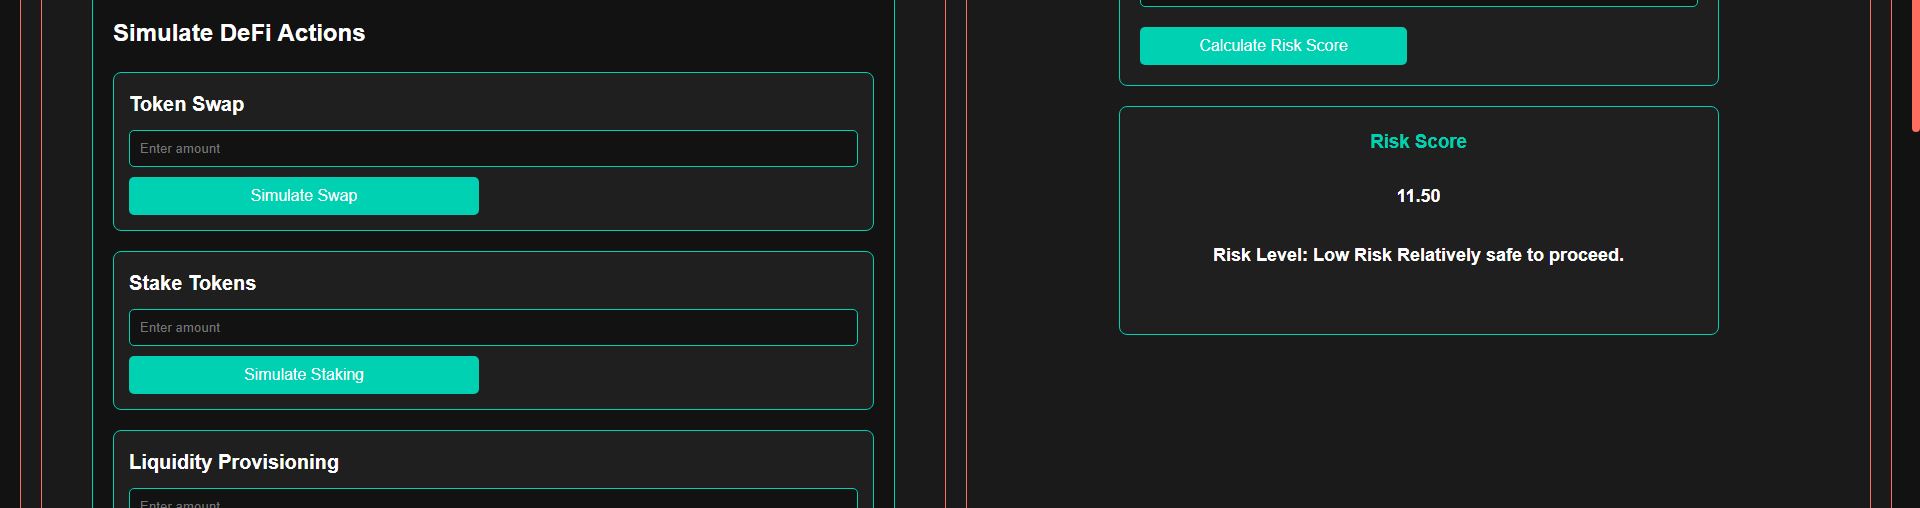 Simulate DeFi Actions
Token Swap
Enter amount
Simulate Swap
Stake Tokens
Enter amount
Simulate Staking
Liquidity Provisioning
Enter amount
Calculate Risk Score
Risk Score
11.50
Risk Level: Low Risk Relatively safe to proceed.